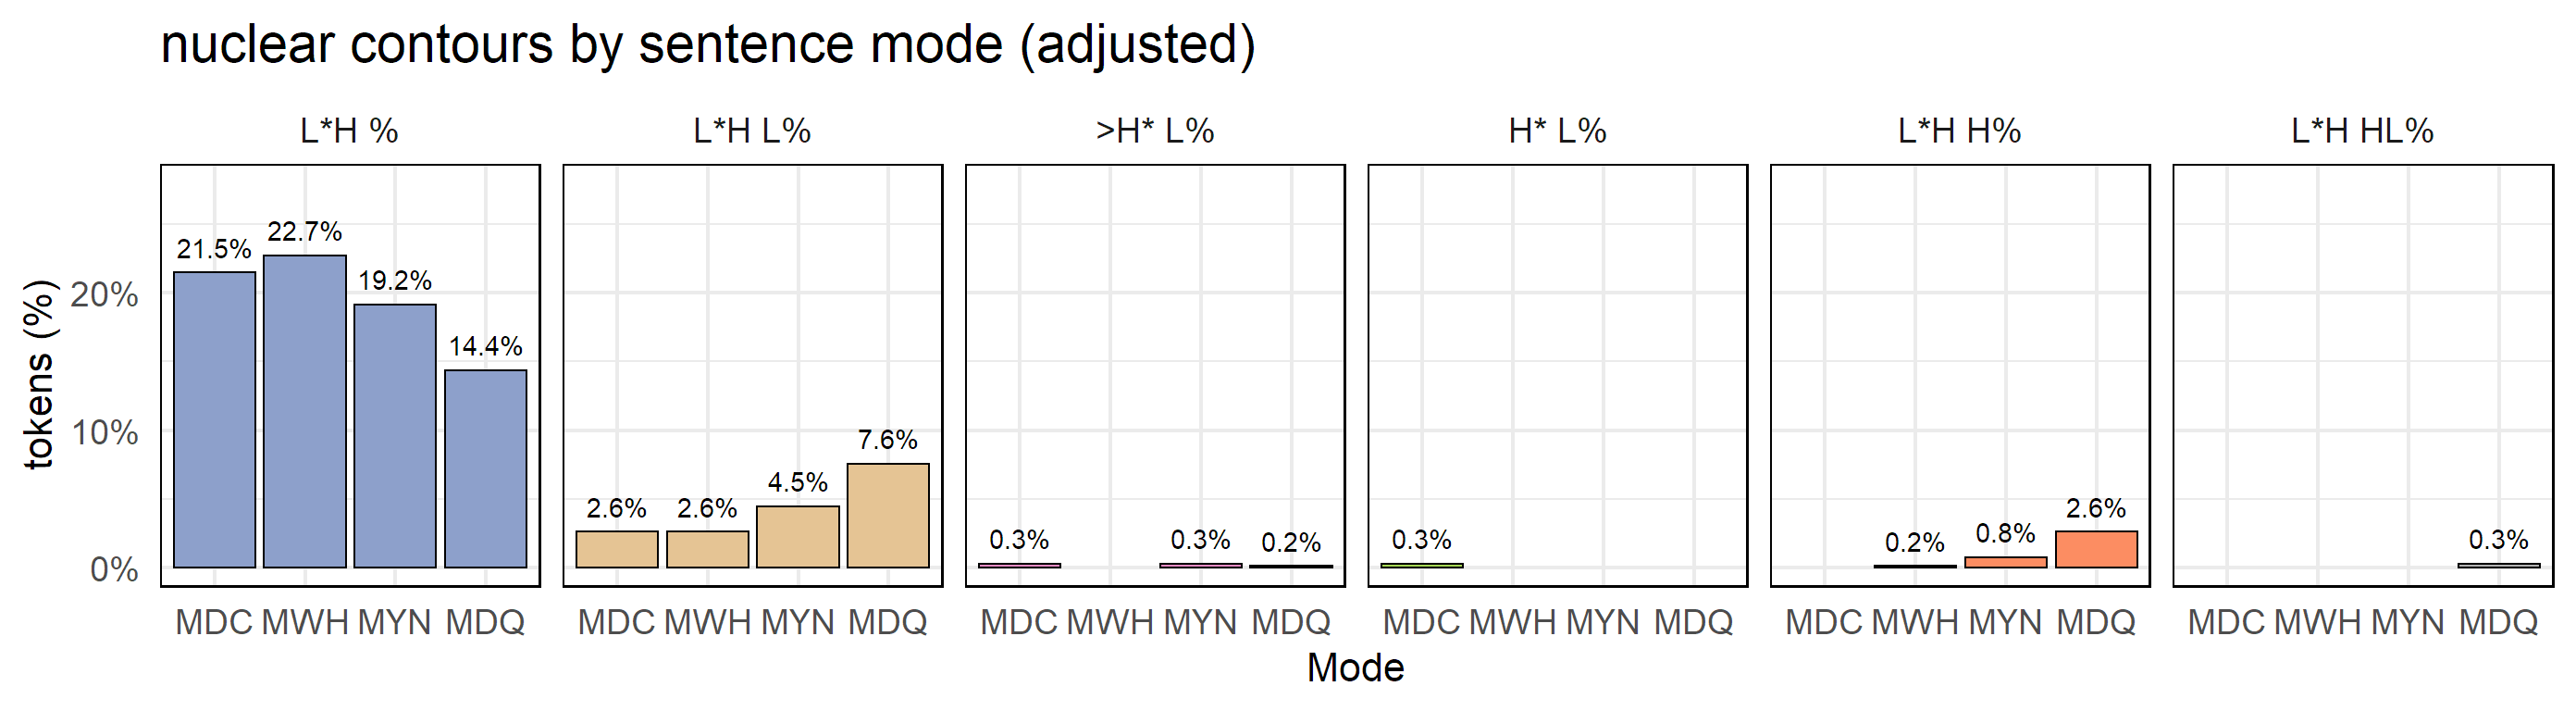 nuclear contours by sentence mode (adjusted)
L*H %
L*H L%
>H* L%
H* L%
L*H H%
L*H HL%
tokens (%)
20%
10%
0%
21.5%
22.7%
19.2%
14.4%
2.6%
2.6%
4.5%
7.6%
0.3%
0.3%
0.2%
0.3%
0.2%
0.8%
2.6%
0.3%
MDC MWH MYN MDQ
MDC MWH MYN MDQ
MDC MWH MYN MDQ
MDC MWH MYN MDQ
MDC MWH MYN MDQ
MDC MWH MYN MDQ
Mode